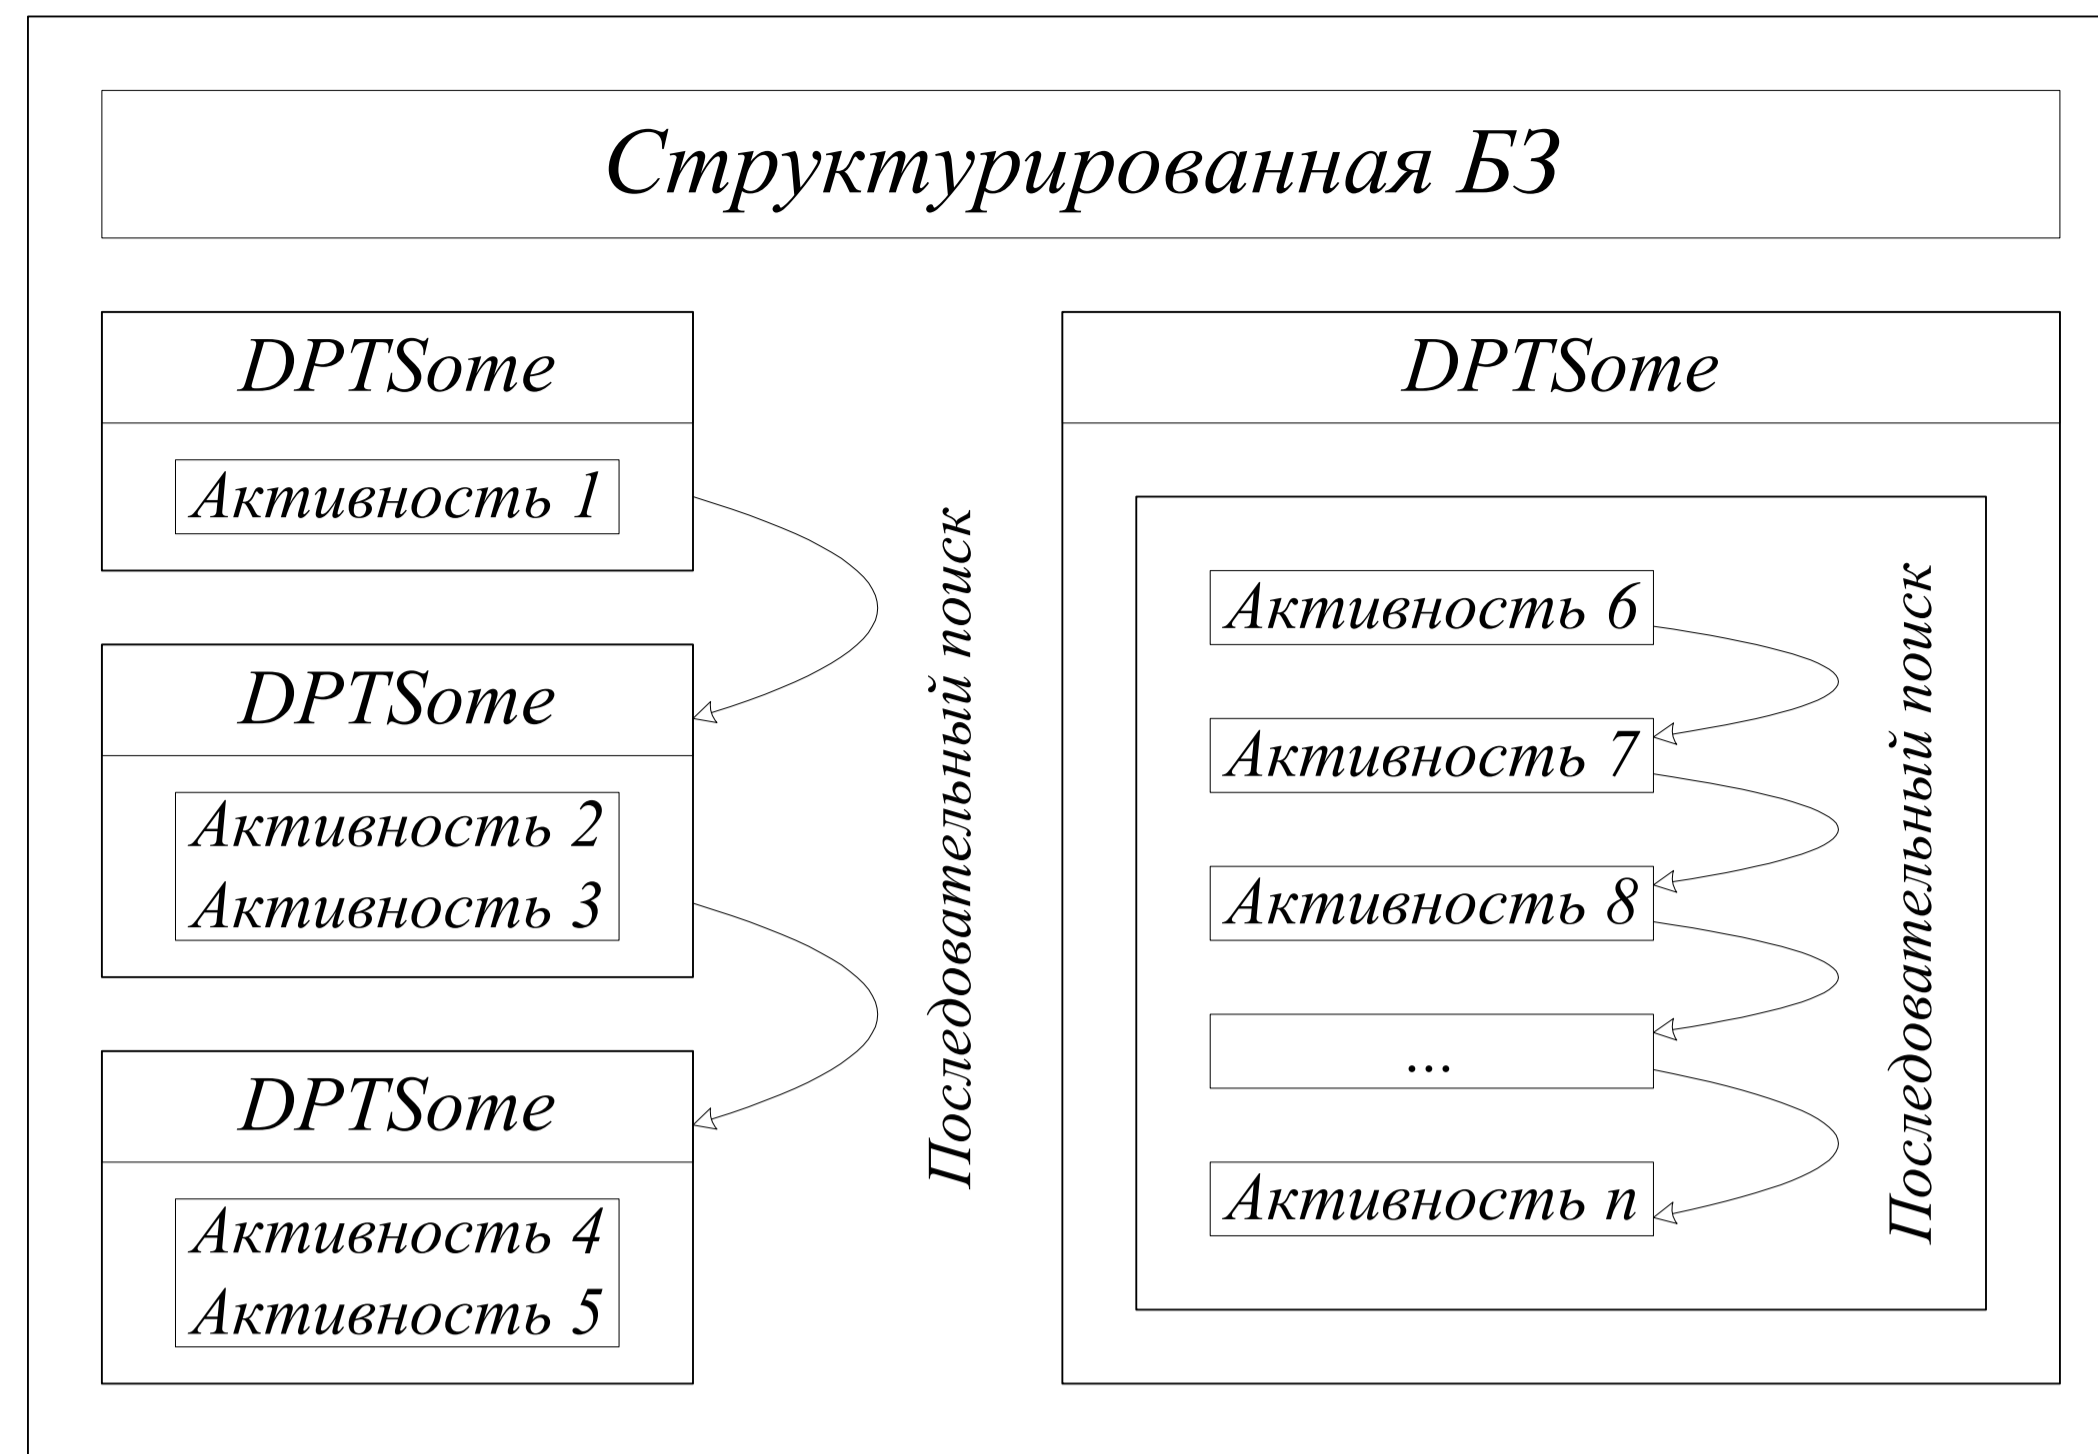 Структурированная БЗ
DPTSome
Активность 1
DPTSome
Активность 2
Активность 3
DPTSome
Активность 4
Активность 5
Последовательный поиск
DPTSome
Активность 6
Активность 7
Активность 8
...
Активность n
Последовательный поиск